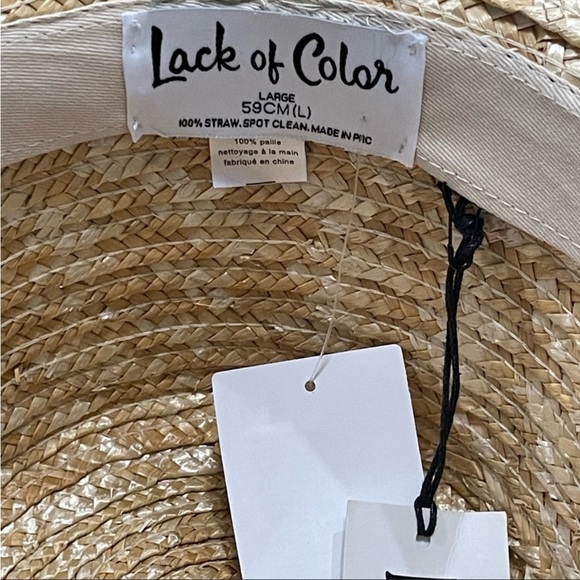 Lack of Color
LARGE
59CM(L)
100% STRAW. SPOT CLEAN. MADE IN PRC
100% paille
nettoyage à la main
fabriqué en chine